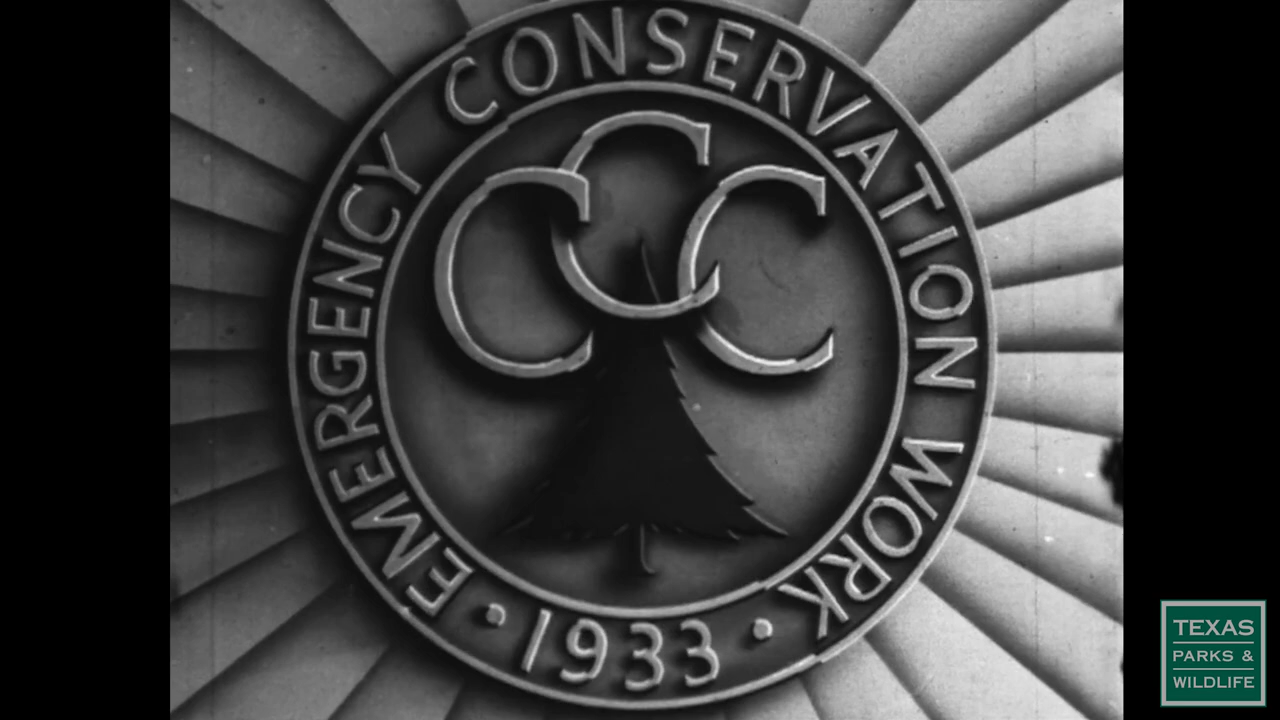 EMERGENCY CONSERVATION WORK
CCC
• 1933 •
TEXAS
PARKS &
WILDLIFE